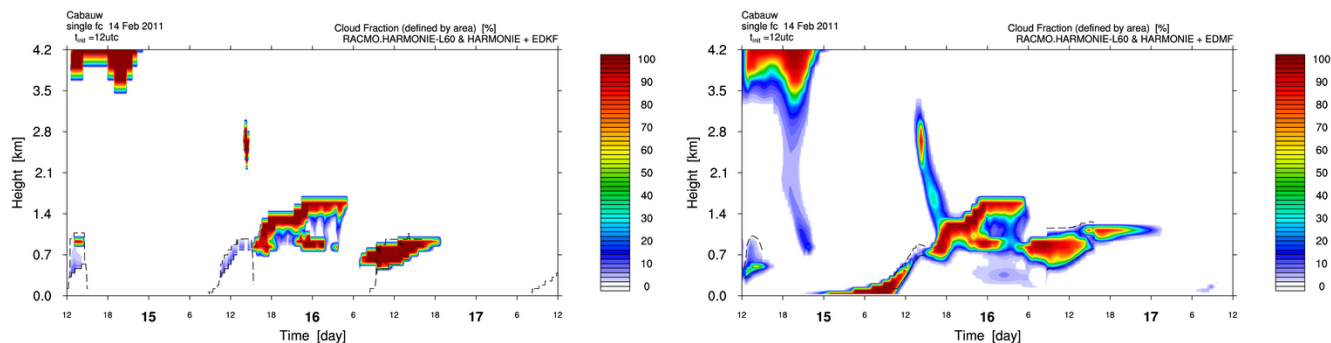 Cabauw
single fc 14 Feb 2011
tinit =12utc
Cloud Fraction (defined by area) [%]
RACMO.HARMONIE-L60 & HARMONIE + EDKF
4.2
3.5
2.8
2.1
1.4
0.7
0.0
Height [km]
12 18 15 6 12 18 16 6 12 18 17 6 12
Time [day]
100
90
80
70
60
50
40
30
20
10
0
Cabauw
single fc 14 Feb 2011
tinit =12utc
Cloud Fraction (defined by area) [%]
RACMO.HARMONIE-L60 & HARMONIE + EDMF
4.2
3.5
2.8
2.1
1.4
0.7
0.0
Height [km]
12 18 15 6 12 18 16 6 12 18 17 6 12
Time [day]
100
90
80
70
60
50
40
30
20
10
0